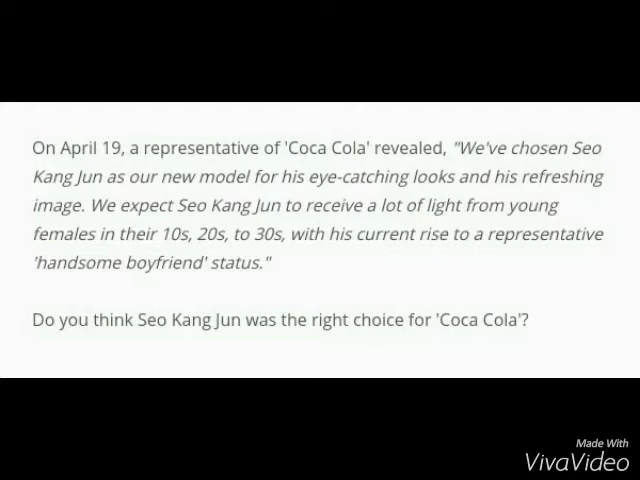 On April 19, a representative of 'Coca Cola' revealed, "We've chosen Seo
Kang Jun as our new model for his eye-catching looks and his refreshing
image. We expect Seo Kang Jun to receive a lot of light from young
females in their 10s, 20s, to 30s, with his current rise to a representative
'handsome boyfriend' status."
Do you think Seo Kang Jun was the right choice for 'Coca Cola'?
Made With
VivaVideo